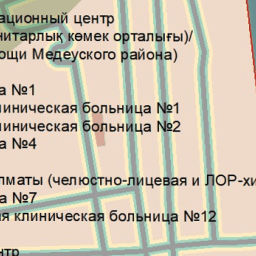 ационный центр
нитарлық көмек орталығы)/
ощи Медеуского района)
а №1
линическая больница №1
линическая больница №2
а №4
лматы (челюстно-лицевая и ЛОР-хи
а №7
ая клиническая больница №12
нтр